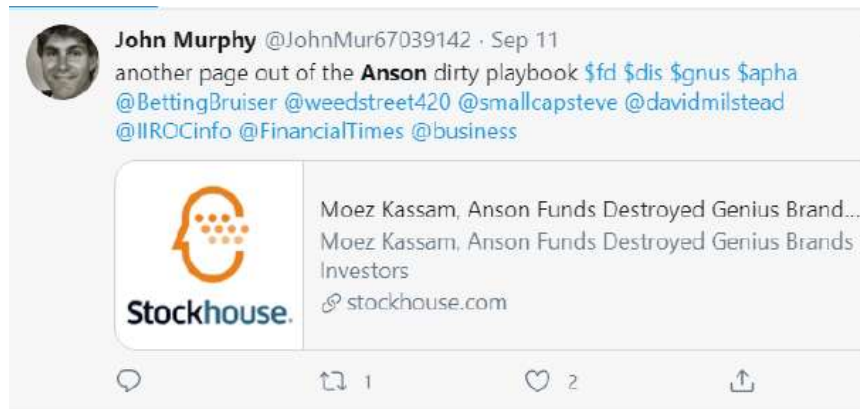 John Murphy @JohnMur67039142 · Sep 11
another page out of the Anson dirty playbook $fd $dis $gnus $apha
@BettingBruiser @weedstreet420 @smallcapsteve @davidmilstead
@IIROCinfo @FinancialTimes @business
Moez Kassam, Anson Funds Destroyed Genius Brand...
Moez Kassam, Anson Funds Destroyed Genius Brands
Investors
stockhouse.com
Stockhouse.
1
2